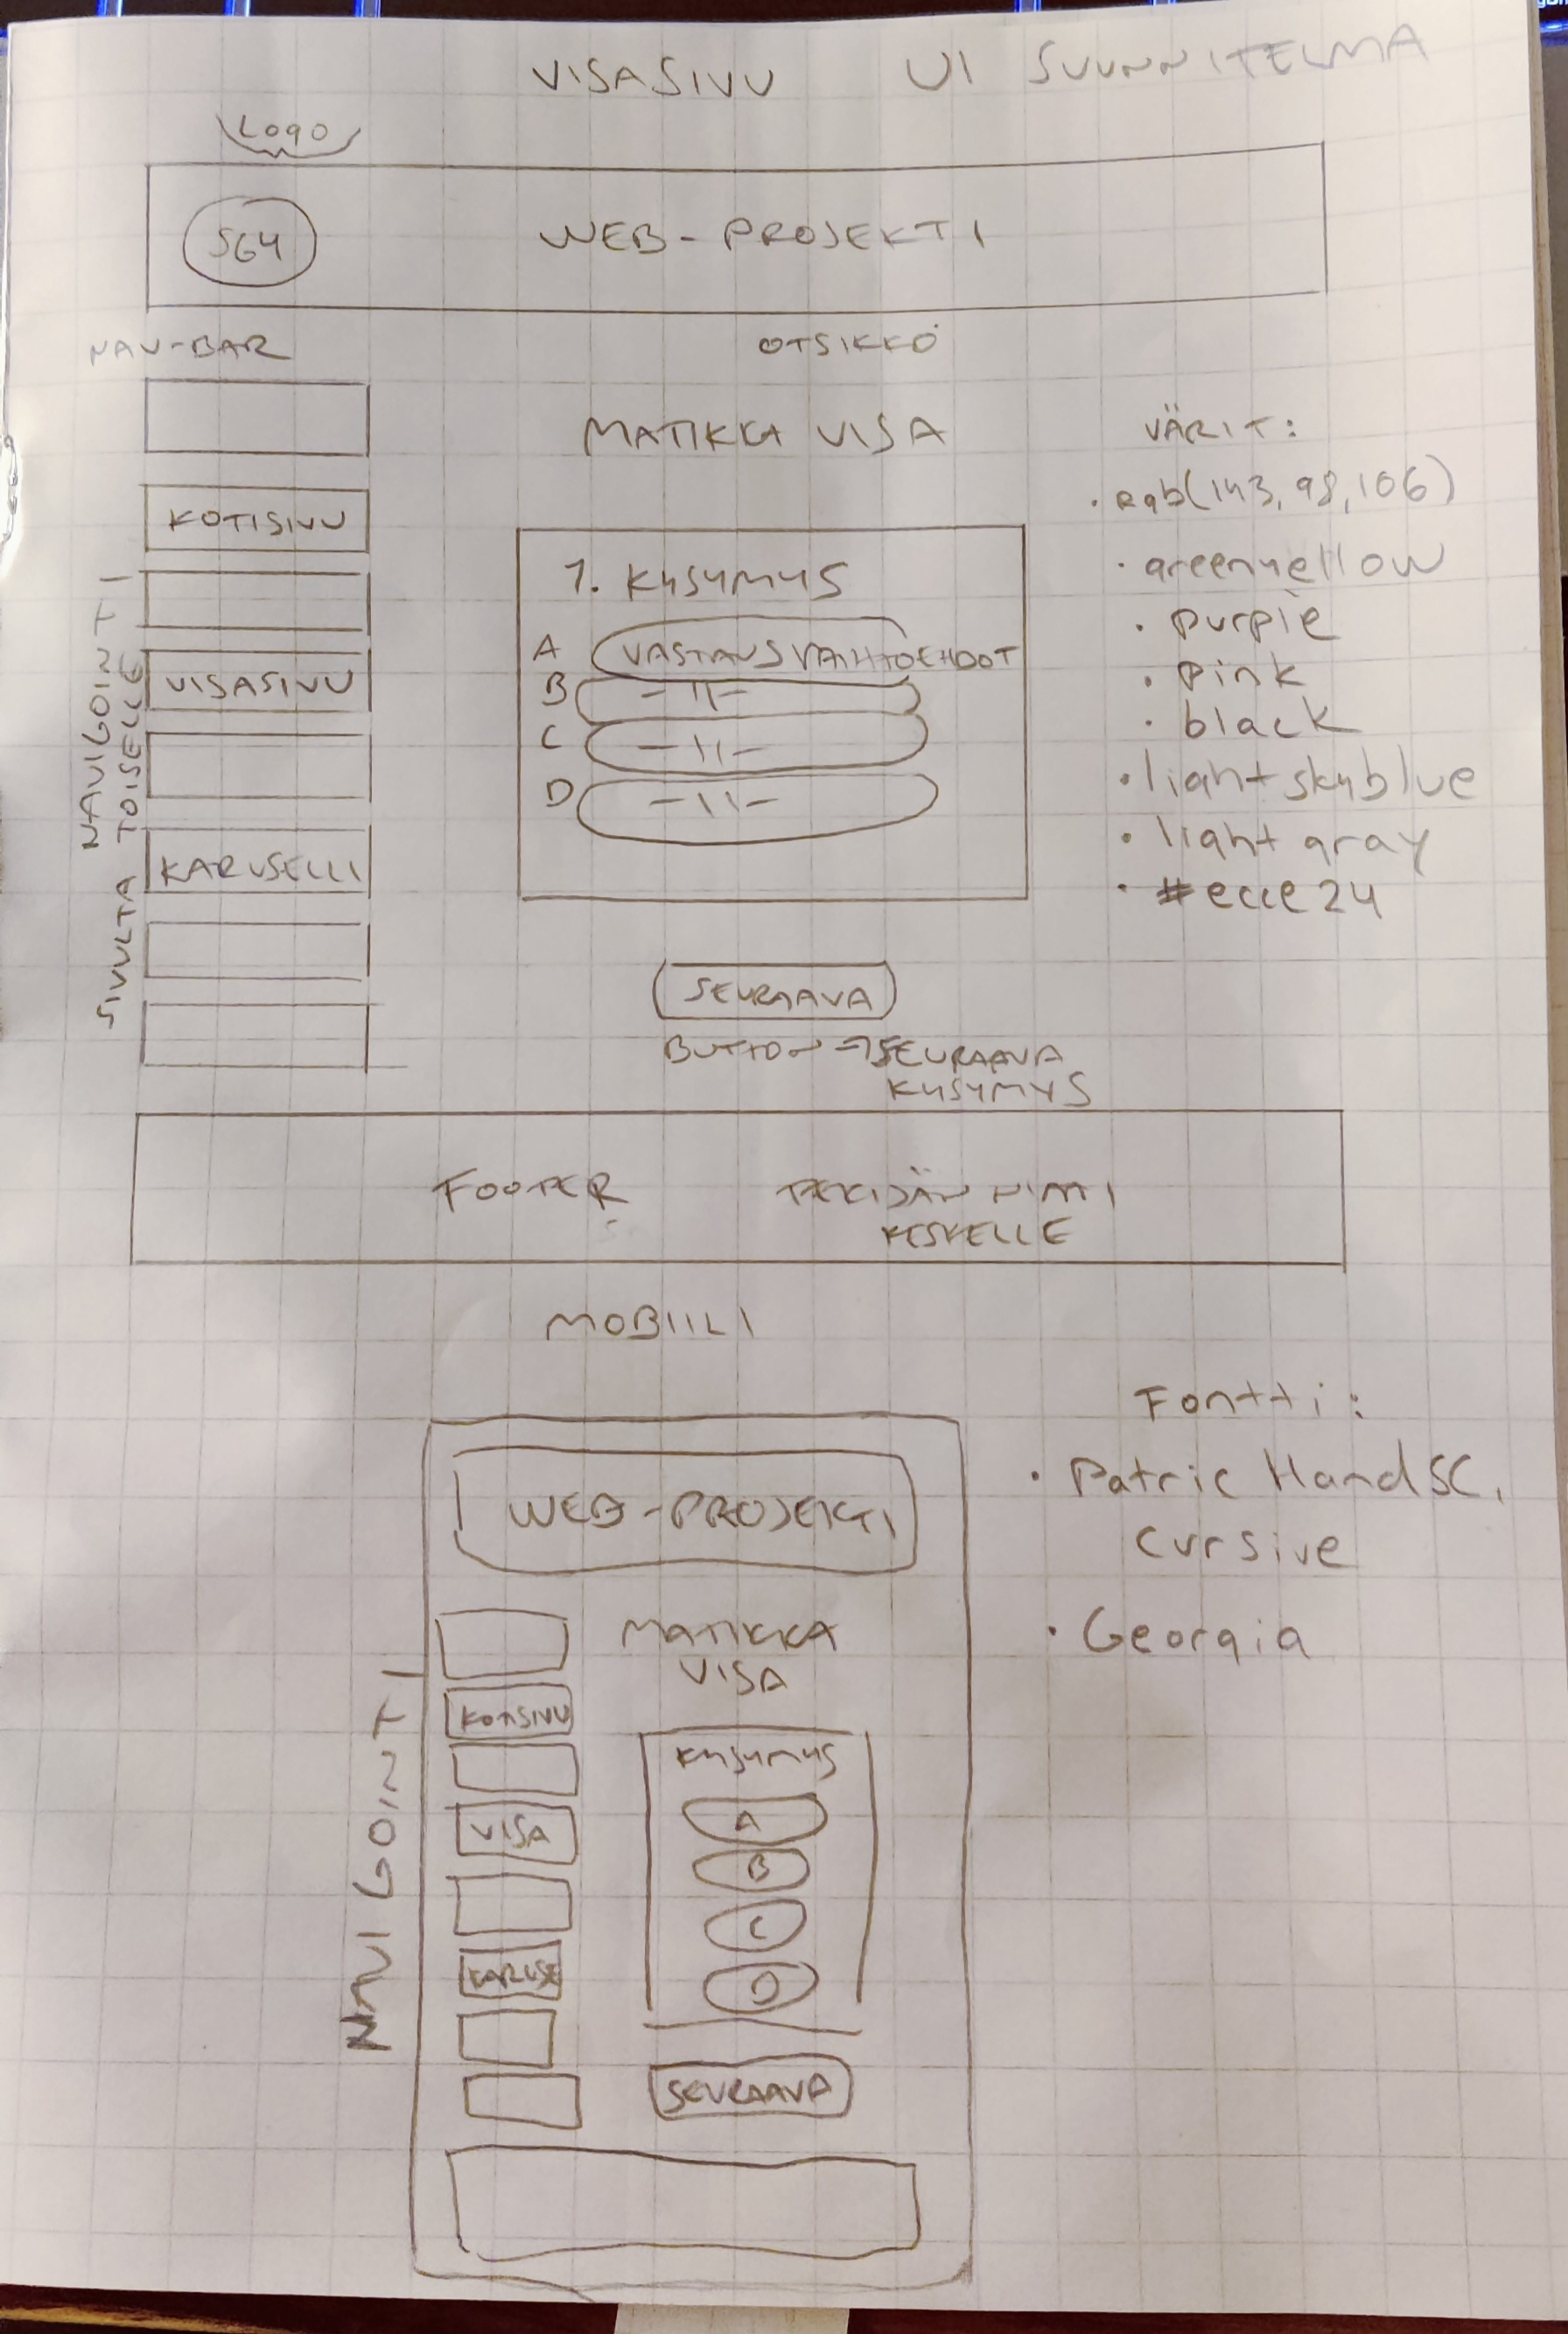 VISASIVU UI SUUNNITELMA
LOGO
SG4
WEB-PROJEKTI
NAV-BAR
OTSIKKO
MATIKKA VISA
KOTISIVU
VISASIVU
KARUSELLI
NAVIGOINTI
SIVULTA TOISELLE
1. KYSYMYS
A VASTAUSVAIHTOEHDOT
B -11-
C -11-
D -11-
SEURAAVA
BUTTON → SEURAAVA
KYSYMYS
VÄRIT:
· rgb(143, 98, 106)
· greenyellow
· purple
· pink
· black
· lightskyblue
· light gray
FOOTER
TEKIJÄN NIMI
KESKELLE
MOBIILI
WEB-PROJEKTI
NAVIGOINTI
KOTISIVU
VISA
KARUSE
MATIKKA
VISA
KYSYMYS
A
B
C
D
SEURAAVA
Fontti:
· Patric Hand SC,
cursive
· Georgia